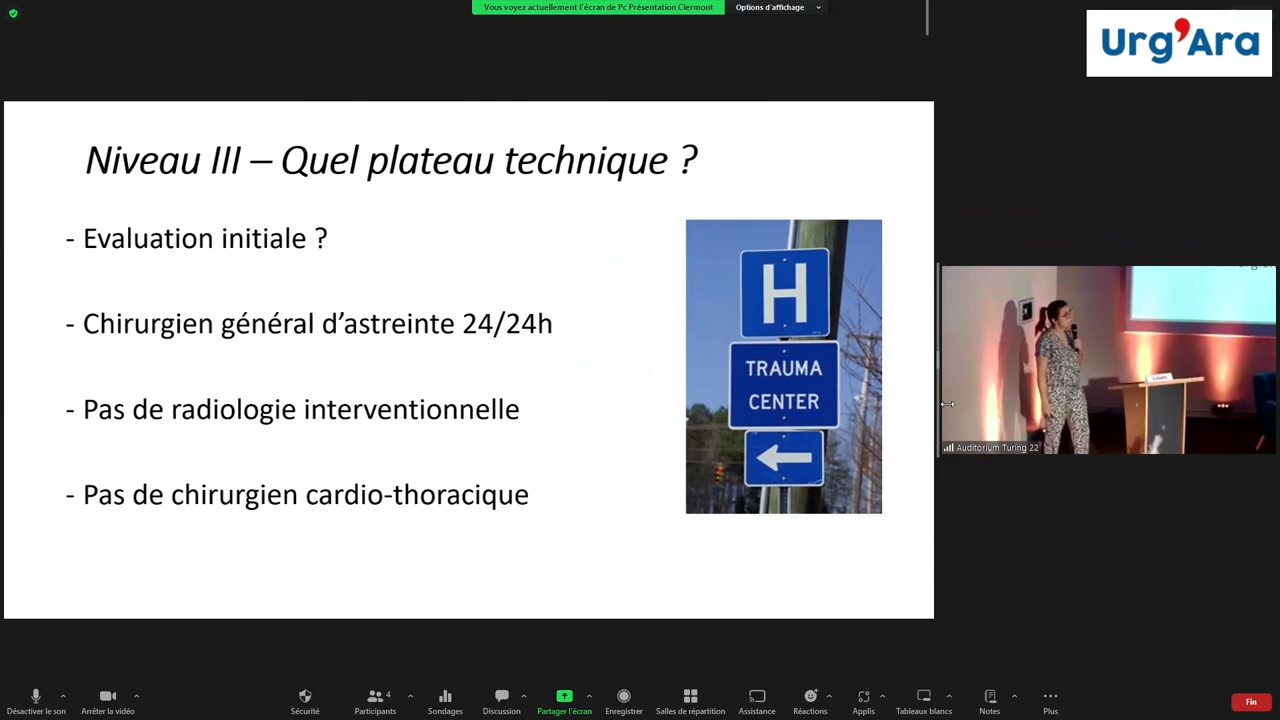 Vous voyez actuellement l'écran de Pc Présentation Clermont
Options d'affichage
Urg'Ara
Niveau III – Quel plateau technique ?
- Evaluation initiale ?
- Chirurgien général d'astreinte 24/24h
- Pas de radiologie interventionnelle
- Pas de chirurgien cardio-thoracique
H
TRAUMA
CENTER
Auditorium Turing 22
4
Désactiver le son
Arrêter la vidéo
Sécurité
Participants
Sondages
Discussion
Partager l'écran
Enregistrer
Salles de répartition
Assistance
Réactions
Applis
Tableaux blancs
Notes
Plus
Fin